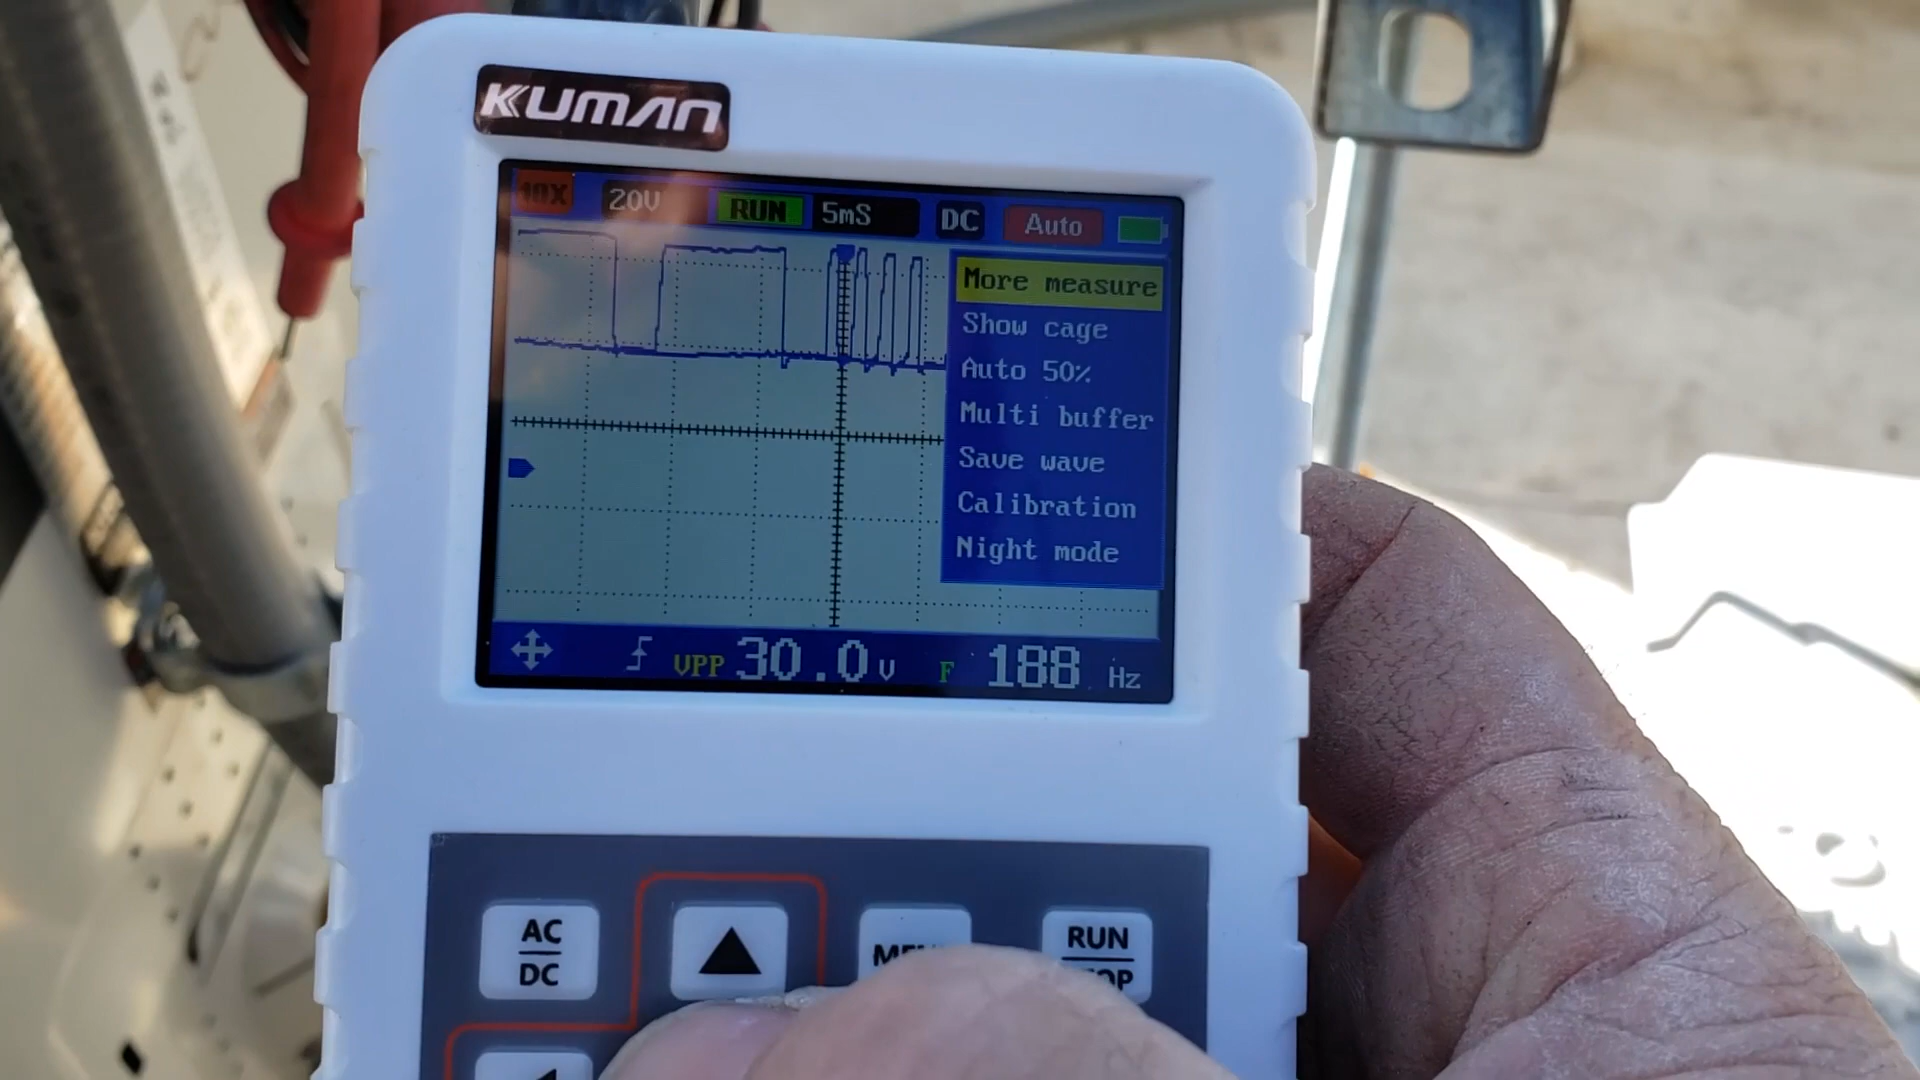 KUMAN
10X 20V RUN 5mS DC Auto
More measure
Show cage
Auto 50%
Multi buffer
Save wave
Calibration
Night mode
VPP 30.0 V F 188 Hz
AC
DC
RUN